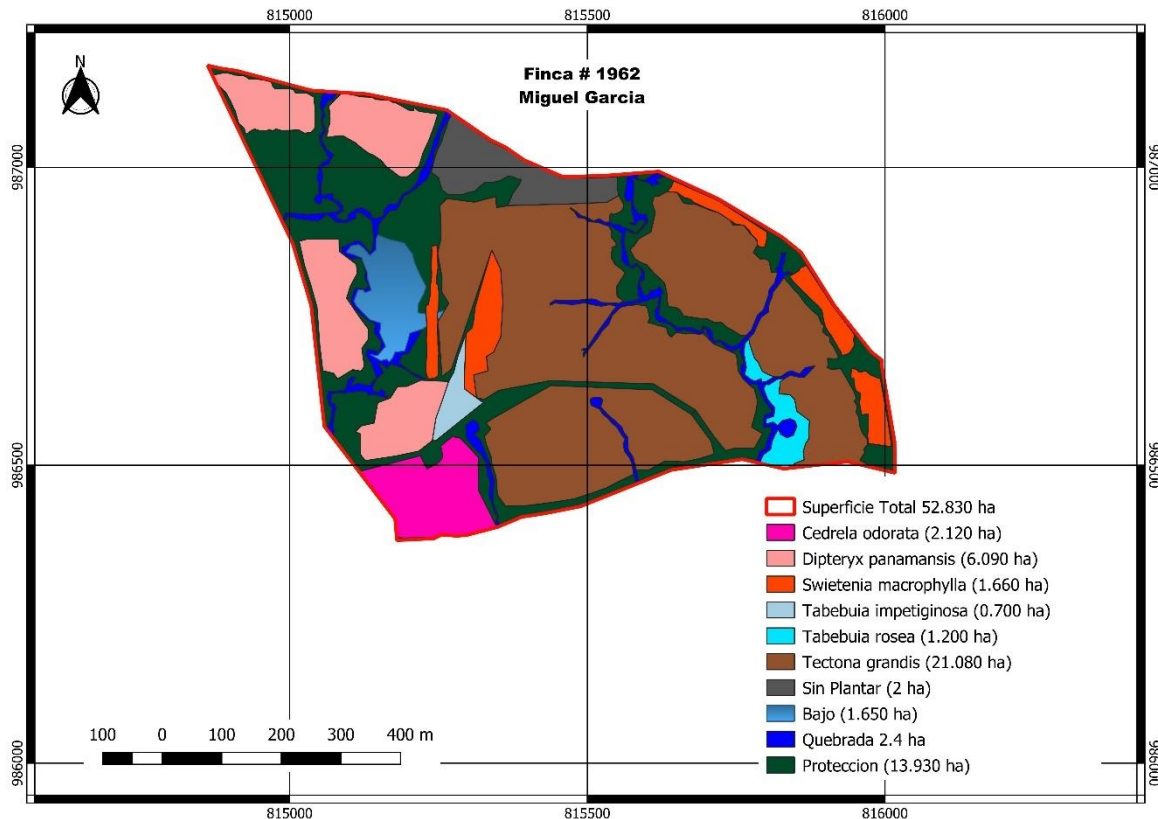 815000 815500 816000
N
Finca # 1962
Miguel Garcia
987000 987000
986500 986500
Superficie Total 52.830 ha
Cedrela odorata (2.120 ha)
Dipteryx panamansis (6.090 ha)
Swietenia macrophylla (1.660 ha)
Tabebuia impetiginosa (0.700 ha)
Tabebuia rosea (1.200 ha)
Tectona grandis (21.080 ha)
Sin Plantar (2 ha)
Bajo (1.650 ha)
Quebrada 2.4 ha
Proteccion (13.930 ha)
100 0 100 200 300 400 m
986000 986000
815000 815500 816000